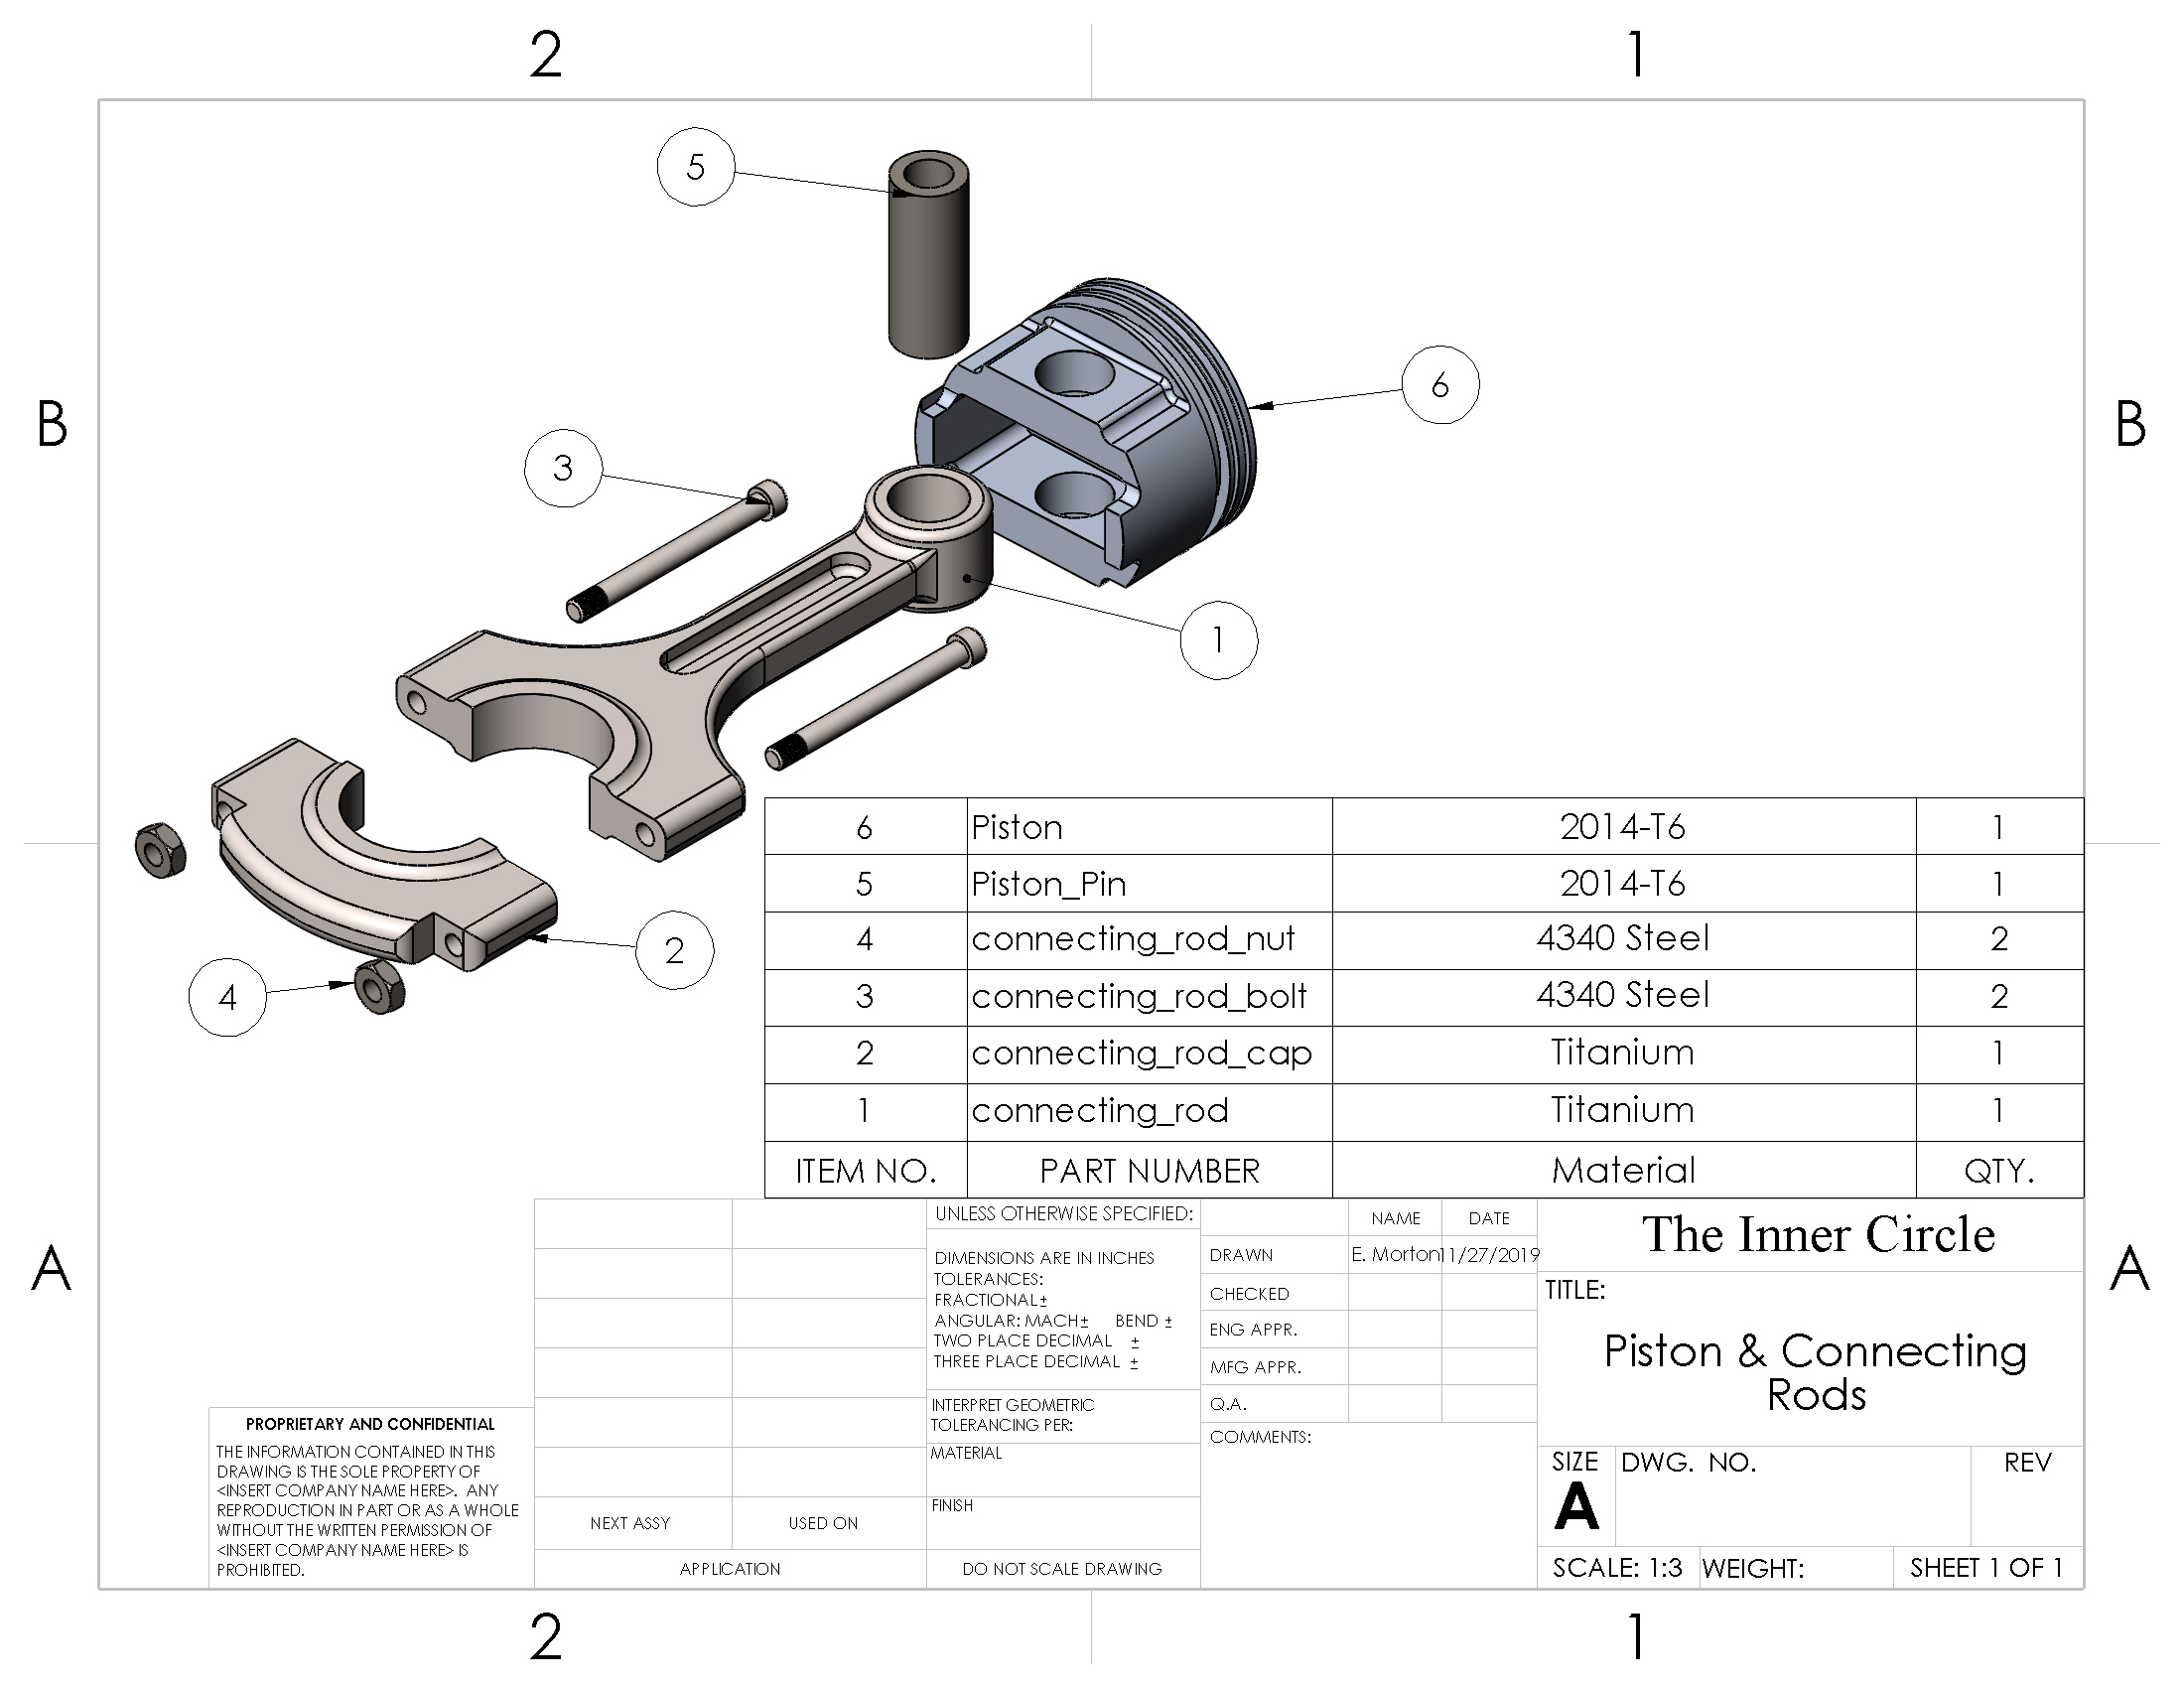 2 1
B B
5
6
3
1
2
4
6 Piston 2014-T6 1
5 Piston_Pin 2014-T6 1
4 connecting_rod_nut 4340 Steel 2
3 connecting_rod_bolt 4340 Steel 2
2 connecting_rod_cap Titanium 1
1 connecting_rod Titanium 1
ITEM NO. PART NUMBER Material QTY.
A A
PROPRIETARY AND CONFIDENTIAL
THE INFORMATION CONTAINED IN THIS
DRAWING IS THE SOLE PROPERTY OF
<INSERT COMPANY NAME HERE>. ANY
REPRODUCTION IN PART OR AS A WHOLE
WITHOUT THE WRITTEN PERMISSION OF
<INSERT COMPANY NAME HERE> IS
PROHIBITED.
NEXT ASSY USED ON
APPLICATION
UNLESS OTHERWISE SPECIFIED:
DIMENSIONS ARE IN INCHES
TOLERANCES:
FRACTIONAL±
ANGULAR: MACH± BEND ±
TWO PLACE DECIMAL ±
THREE PLACE DECIMAL ±
INTERPRET GEOMETRIC
TOLERANCING PER:
MATERIAL
FINISH
DO NOT SCALE DRAWING
NAME DATE
DRAWN E. Morton 11/27/2019
CHECKED
ENG APPR.
MFG APPR.
Q.A.
COMMENTS:
The Inner Circle
TITLE:
Piston & Connecting
Rods
SIZE DWG. NO. REV
A
SCALE: 1:3 WEIGHT: SHEET 1 OF 1
2 1